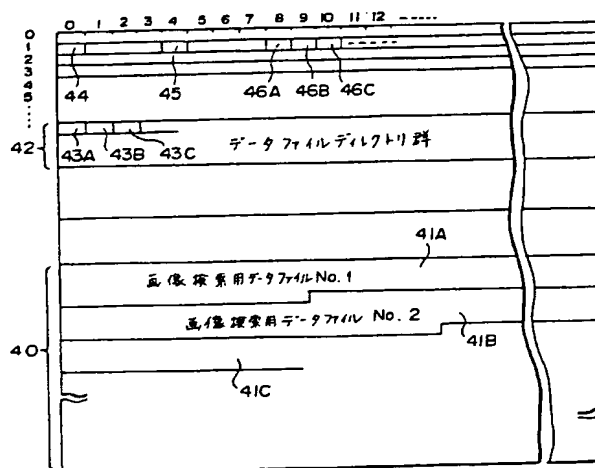 0 1 2 3 4 5 6 7 8 9 10 11 12 -----
0
1
2
3
4
5
44 45 46A 46B 46C
42 43A 43B 43C データファイルディレクトリ群
41A
画像検索用データファイル No.1
画像検索用データファイル No.2
40 41B
41C